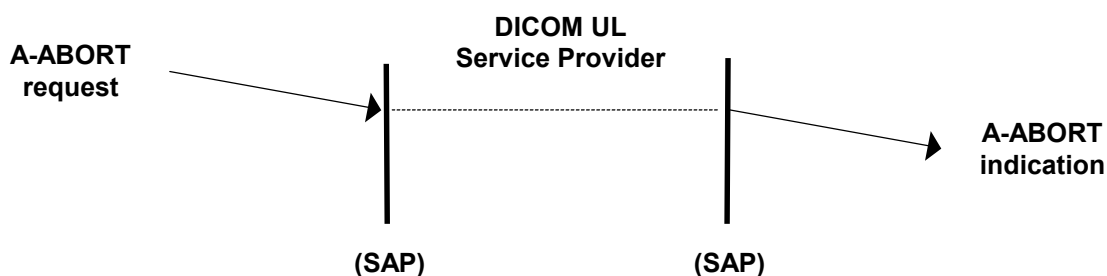 DICOM UL
Service Provider
A-ABORT
request
A-ABORT
indication
(SAP)
(SAP)